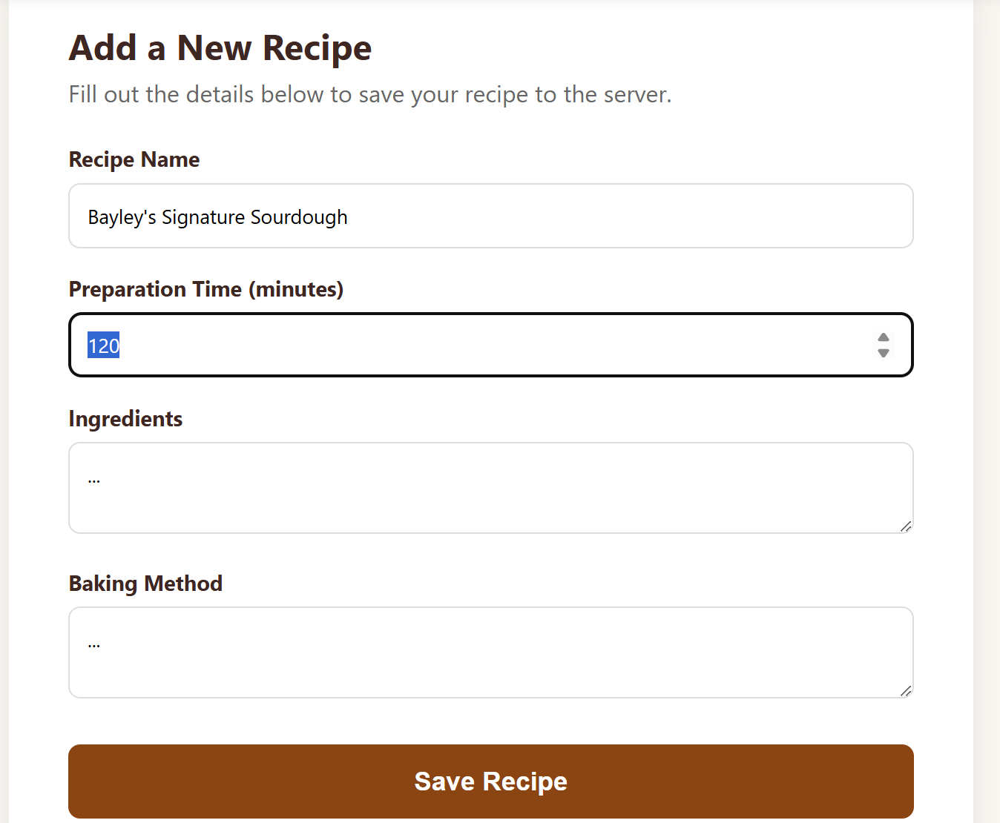 Add a New Recipe
Fill out the details below to save your recipe to the server.
Recipe Name
Bayley's Signature Sourdough
Preparation Time (minutes)
120
Ingredients
...
Baking Method
...
Save Recipe